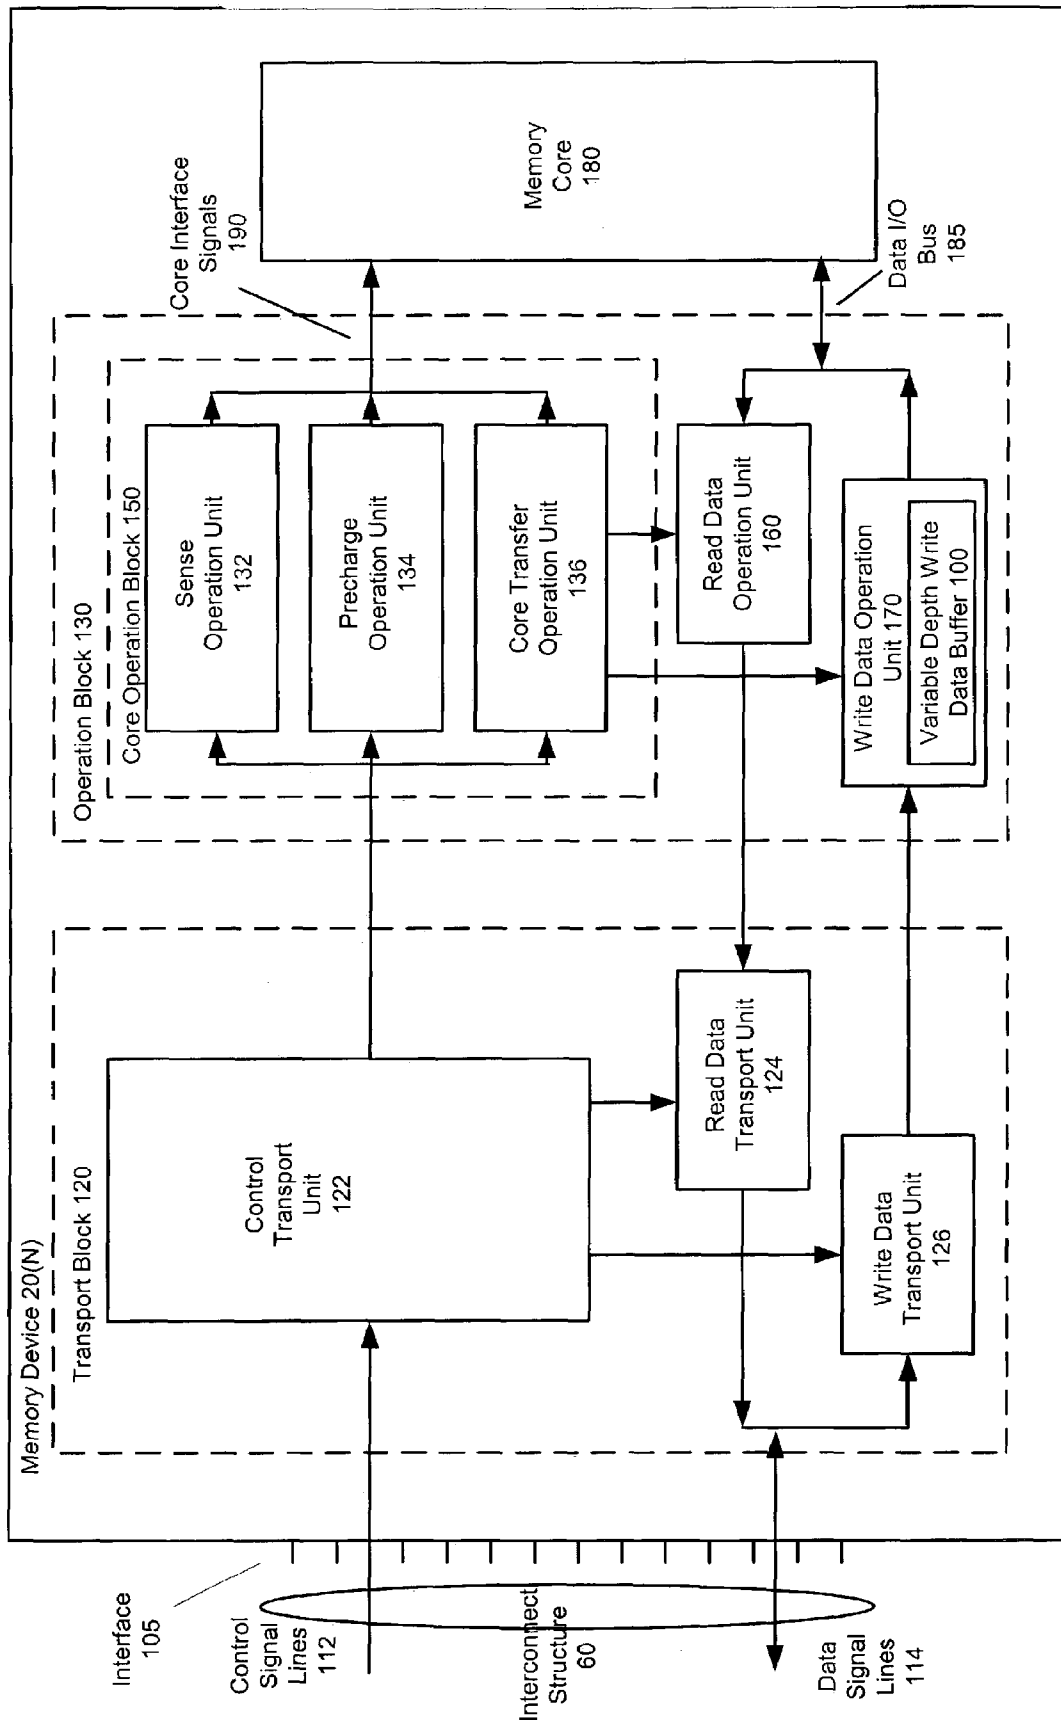 Memory Device 20(N)
Interface
105
Control
Signal
Lines
112
Interconnect
Structure
60
Data
Signal
Lines
114
Transport Block 120
Control
Transport
Unit
122
Read Data
Transport Unit
124
Write Data
Transport Unit
126
Operation Block 130
Core Operation Block 150
Sense
Operation Unit
132
Precharge
Operation Unit
134
Core Transfer
Operation Unit
136
Read Data
Operation Unit
160
Write Data Operation
Unit 170
Variable Depth Write
Data Buffer 100
Core Interface
Signals
190
Memory
Core
180
Data I/O
Bus
185